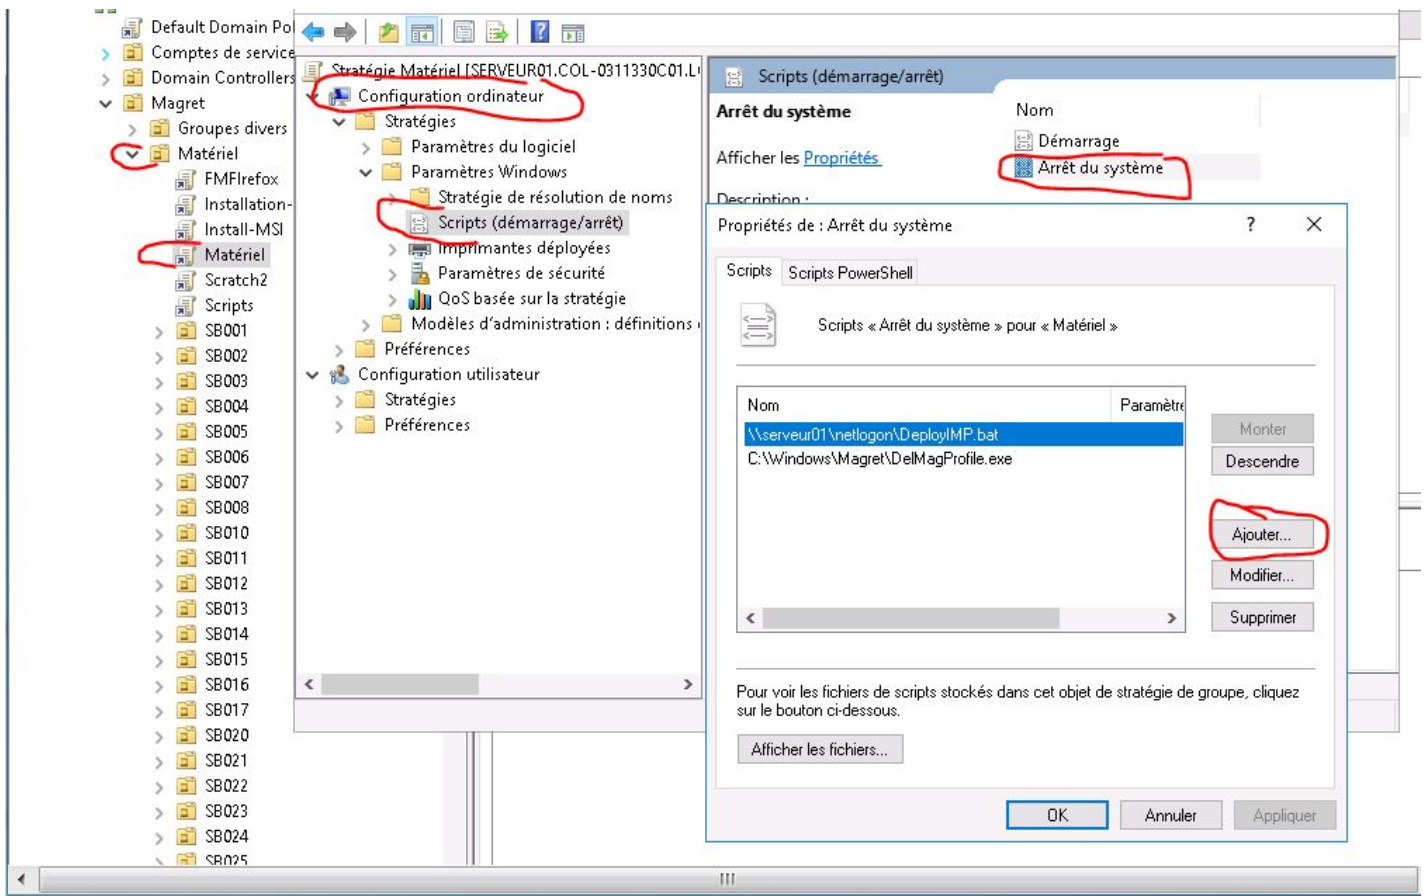 Default Domain Pol
Comptes de service
Domain Controllers
Magret
Groupes divers
Matériel
FMFIrefox
Installation-
Install-MSI
Matériel
Scratch2
Scripts
SB001
SB002
SB003
SB004
SB005
SB006
SB007
SB008
SB010
SB011
SB012
SB013
SB014
SB015
SB016
SB017
SB020
SB021
SB022
SB023
SB024
SB025
Stratégie Matériel [SERVEUR01.COL-0311330C01.L
Configuration ordinateur
Stratégies
Paramètres du logiciel
Paramètres Windows
Stratégie de résolution de noms
Scripts (démarrage/arrêt)
Imprimantes déployées
Paramètres de sécurité
QoS basée sur la stratégie
Modèles d'administration : définitions
Préférences
Configuration utilisateur
Stratégies
Préférences
Scripts (démarrage/arrêt)
Arrêt du système
Afficher les Propriétés
Description :
Nom
Démarrage
Arrêt du système
Propriétés de : Arrêt du système
Scripts
Scripts PowerShell
Scripts « Arrêt du système » pour « Matériel »
Nom
Paramètre
\\serveur01\netlogon\DeployIMP.bat
C:\Windows\Magret\DelMagProfile.exe
Monter
Descendre
Ajouter...
Modifier...
Supprimer
Pour voir les fichiers de scripts stockés dans cet objet de stratégie de groupe, cliquez
sur le bouton ci-dessous.
Afficher les fichiers...
OK
Annuler
Appliquer